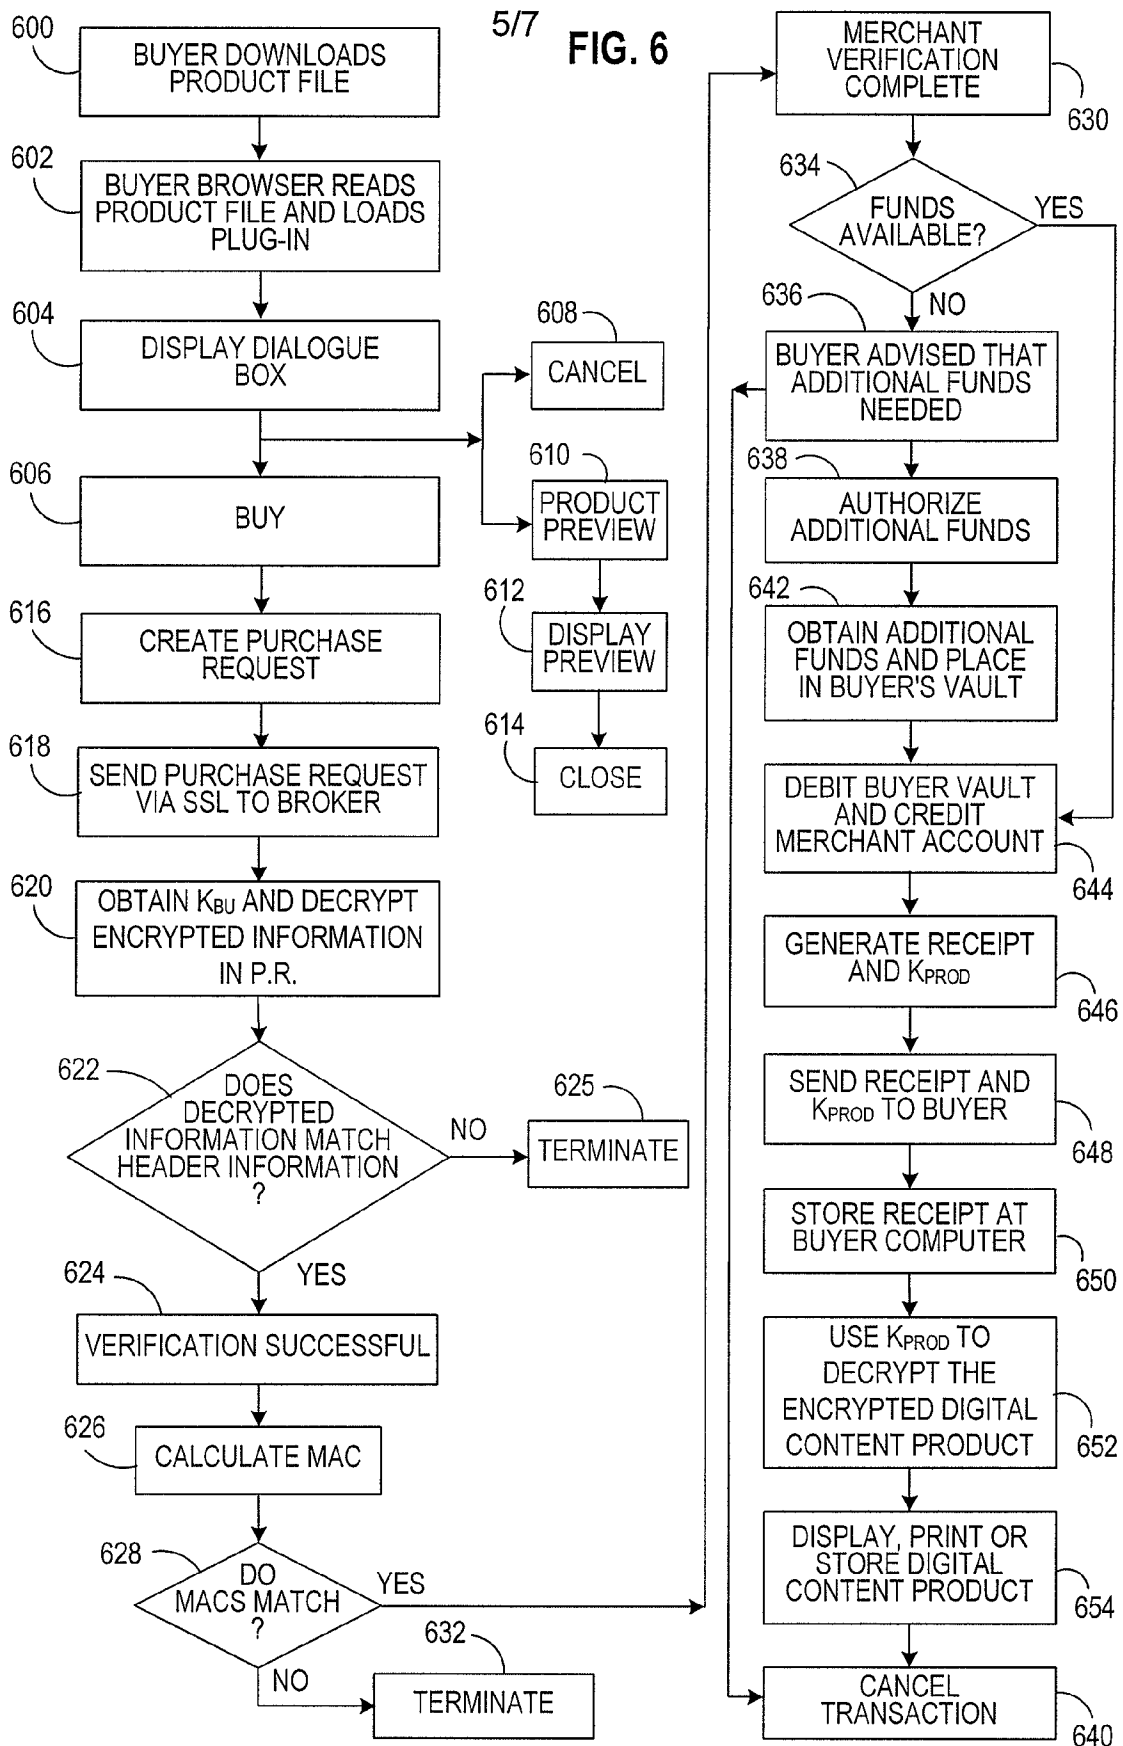 5/7
FIG. 6
600
BUYER DOWNLOADS
PRODUCT FILE
602
BUYER BROWSER READS
PRODUCT FILE AND LOADS
PLUG-IN
604
DISPLAY DIALOGUE
BOX
608
CANCEL
606
BUY
610
PRODUCT
PREVIEW
612
DISPLAY
PREVIEW
614
CLOSE
616
CREATE PURCHASE
REQUEST
618
SEND PURCHASE REQUEST
VIA SSL TO BROKER
620
OBTAIN KBU AND DECRYPT
ENCRYPTED INFORMATION
IN P.R.
622
DOES
DECRYPTED
INFORMATION MATCH
HEADER INFORMATION
?
NO
625
TERMINATE
YES
624
VERIFICATION SUCCESSFUL
626
CALCULATE MAC
628
DO
MACS MATCH
?
YES
NO
632
TERMINATE
MERCHANT
VERIFICATION
COMPLETE
630
634
FUNDS
AVAILABLE?
YES
NO
636
BUYER ADVISED THAT
ADDITIONAL FUNDS
NEEDED
638
AUTHORIZE
ADDITIONAL FUNDS
642
OBTAIN ADDITIONAL
FUNDS AND PLACE
IN BUYER'S VAULT
DEBIT BUYER VAULT
AND CREDIT
MERCHANT ACCOUNT
644
GENERATE RECEIPT
AND KPROD
646
SEND RECEIPT AND
KPROD TO BUYER
648
STORE RECEIPT AT
BUYER COMPUTER
650
USE KPROD TO
DECRYPT THE
ENCRYPTED DIGITAL
CONTENT PRODUCT
652
DISPLAY, PRINT OR
STORE DIGITAL
CONTENT PRODUCT
654
CANCEL
TRANSACTION
640